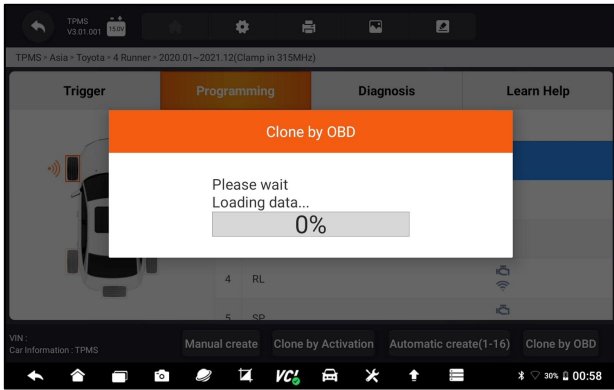 TPMS
V3.01.001
15.0V
TPMS > Asia > Toyota > 4 Runner > 2020.01~2021.12(Clamp in 315MHz)
Trigger
Programming
Diagnosis
Learn Help
Clone by OBD
Please wait
Loading data...
0%
4 RL
5 SP
VIN :
Car Information : TPMS
Manual create
Clone by Activation
Automatic create(1-16)
Clone by OBD
VCI
30%
00:58